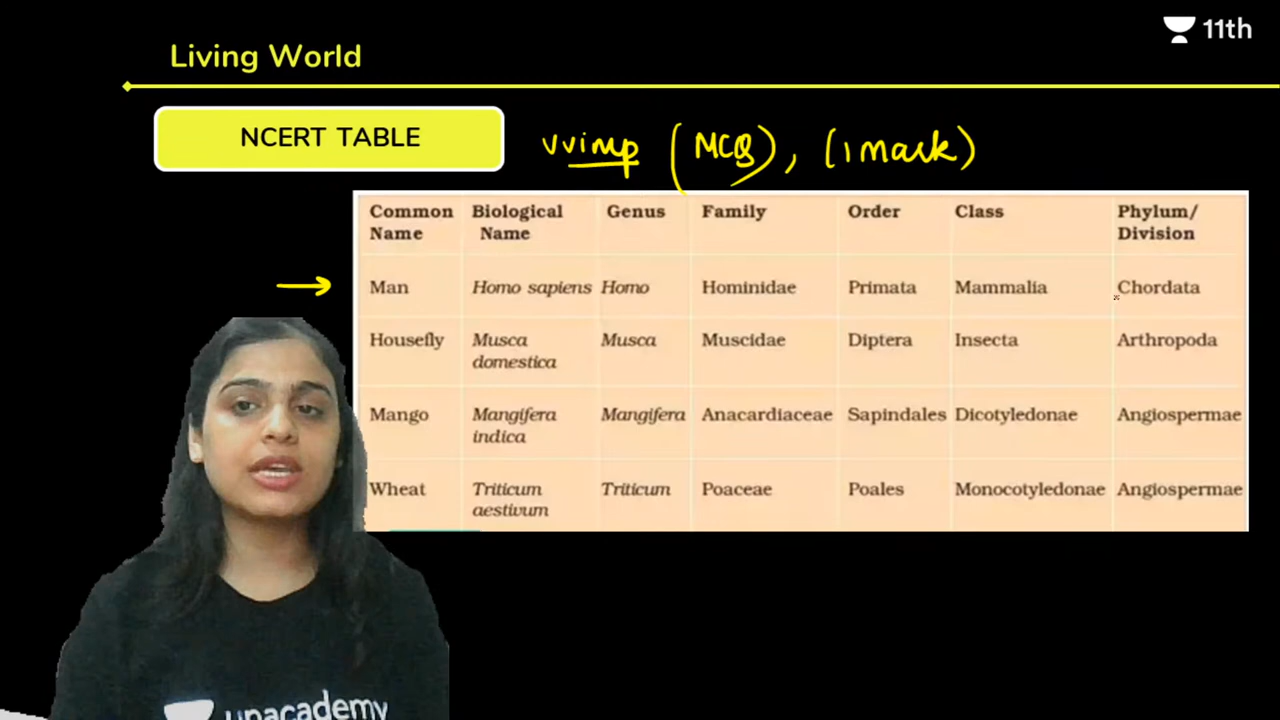 11th
Living World
NCERT TABLE
vvimp (MCQ), (1 mark)
Common Name Biological Name Genus Family Order Class Phylum/ Division
Man Homo sapiens Homo Hominidae Primata Mammalia Chordata
Housefly Musca domestica Musca Muscidae Diptera Insecta Arthropoda
Mango Mangifera indica Mangifera Anacardiaceae Sapindales Dicotyledonae Angiospermae
Wheat Triticum aestivum Triticum Poaceae Poales Monocotyledonae Angiospermae
unacademy